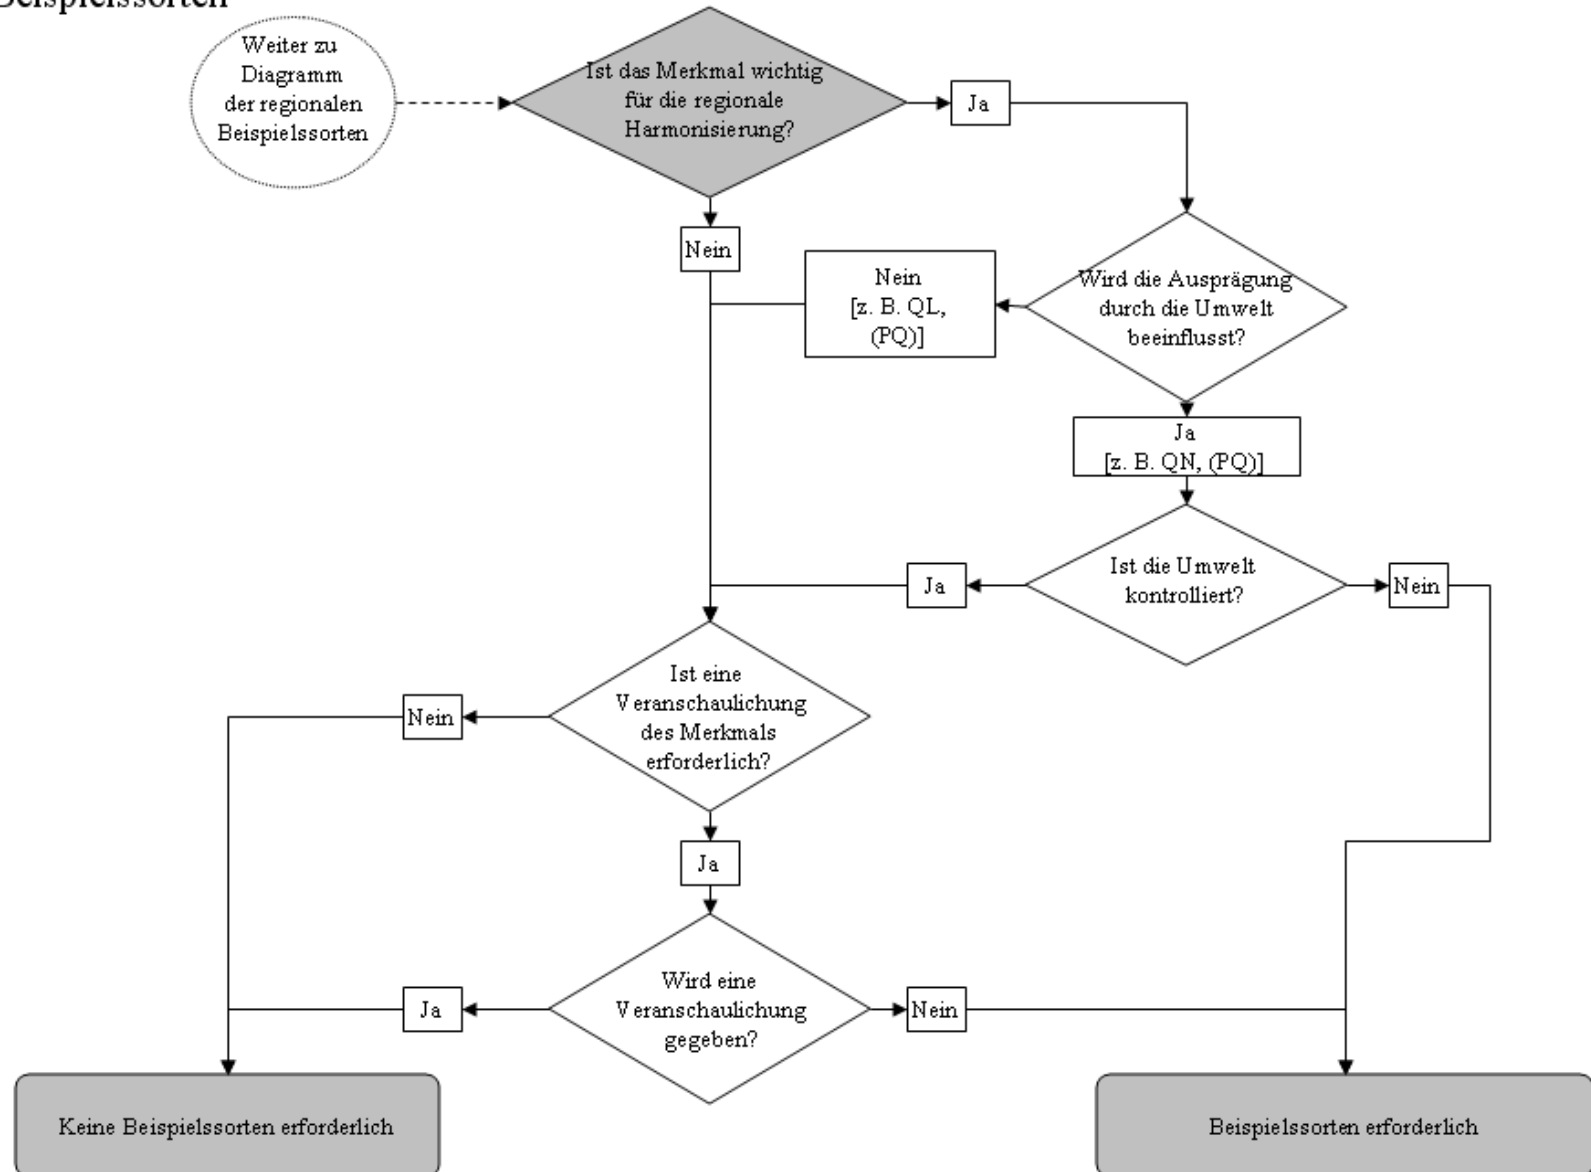 Beispielssorten
Weiter zu
Diagramm
der regionalen
Beispielssorten
Ist das Merkmal wichtig
für die regionale
Harmonisierung?
Ja
Nein
Nein
[z. B. QL,
(PQ)]
Wird die Ausprägung
durch die Umwelt
beeinflusst?
Ja
[z. B. QN, (PQ)]
Ist die Umwelt
kontrolliert?
Ja
Nein
Ist eine
Veranschaulichung
des Merkmals
erforderlich?
Nein
Ja
Wird eine
Veranschaulichung
gegeben?
Ja
Nein
Keine Beispielssorten erforderlich
Beispielssorten erforderlich